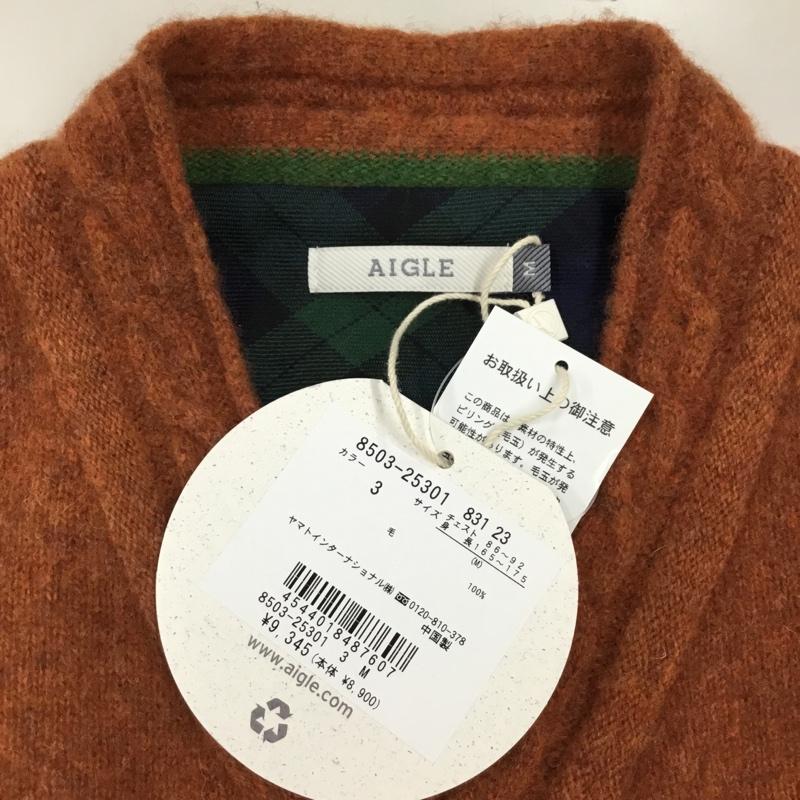 AIGLE
M
お取扱い上の御注意
この商品は、素材の特性上、
ピリング(毛玉)が発生する
可能性があります。毛玉が発
8503-25301 831 23
カラー サイズ チェスト 86~92
3 身 長165~175
(M)
毛 100%
ヤマトインターナショナル㈱ 0120-810-378
中国製
4544018487607
8503-25301 3 M
¥9,345(本体 ¥8,900)
www.aigle.com